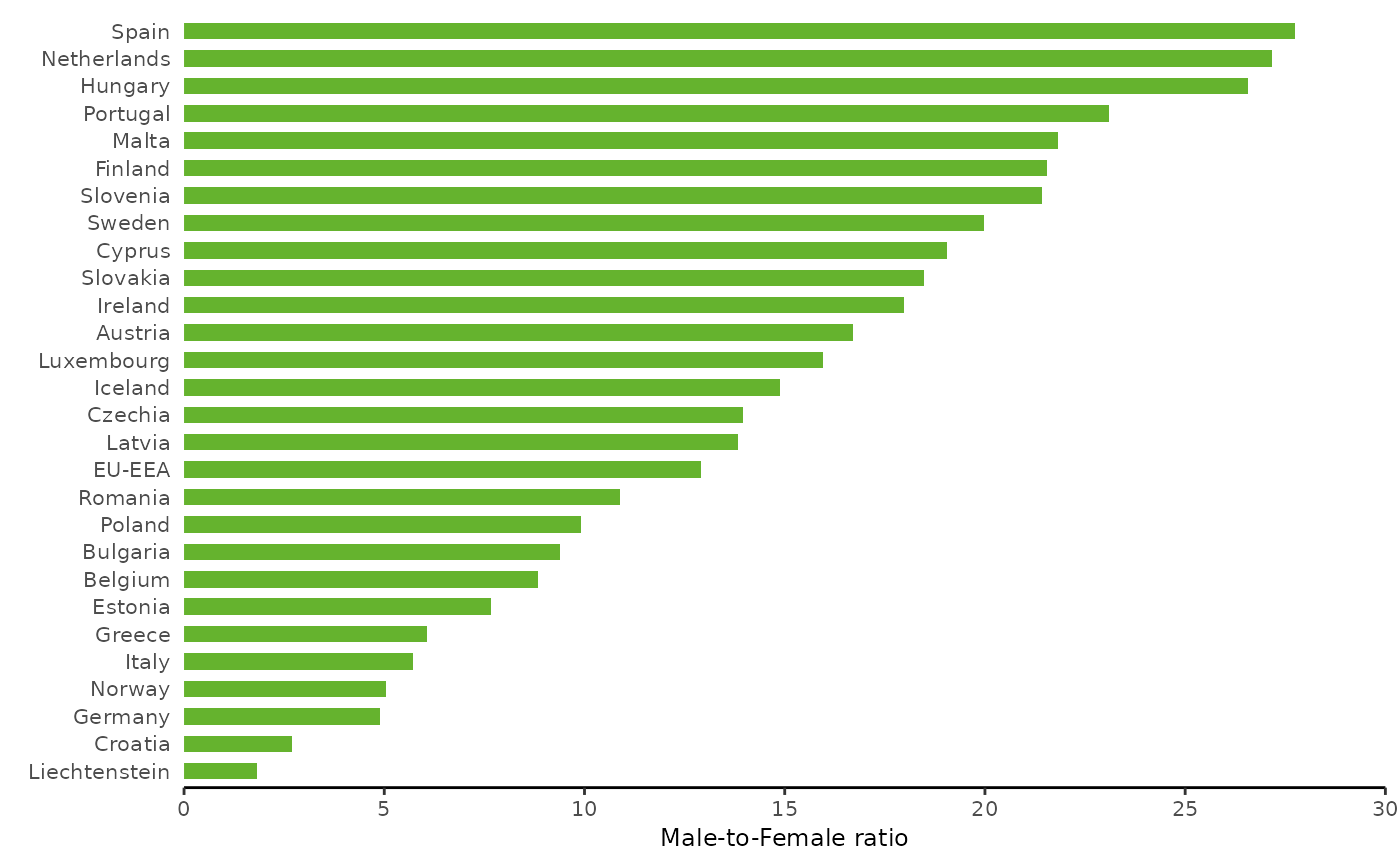 Spain
Netherlands
Hungary
Portugal
Malta
Finland
Slovenia
Sweden
Cyprus
Slovakia
Ireland
Austria
Luxembourg
Iceland
Czechia
Latvia
EU-EEA
Romania
Poland
Bulgaria
Belgium
Estonia
Greece
Italy
Norway
Germany
Croatia
Liechtenstein
0 5 10 15 20 25 30
Male-to-Female ratio